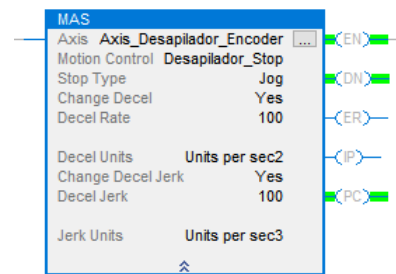 MAS
Axis Axis_Desapilador_Encoder ... (EN)
Motion Control Desapilador_Stop
Stop Type Jog (DN)
Change Decel Yes
Decel Rate 100 (ER)
Decel Units Units per sec2 (IP)
Change Decel Jerk Yes
Decel Jerk 100 (PC)
Jerk Units Units per sec3